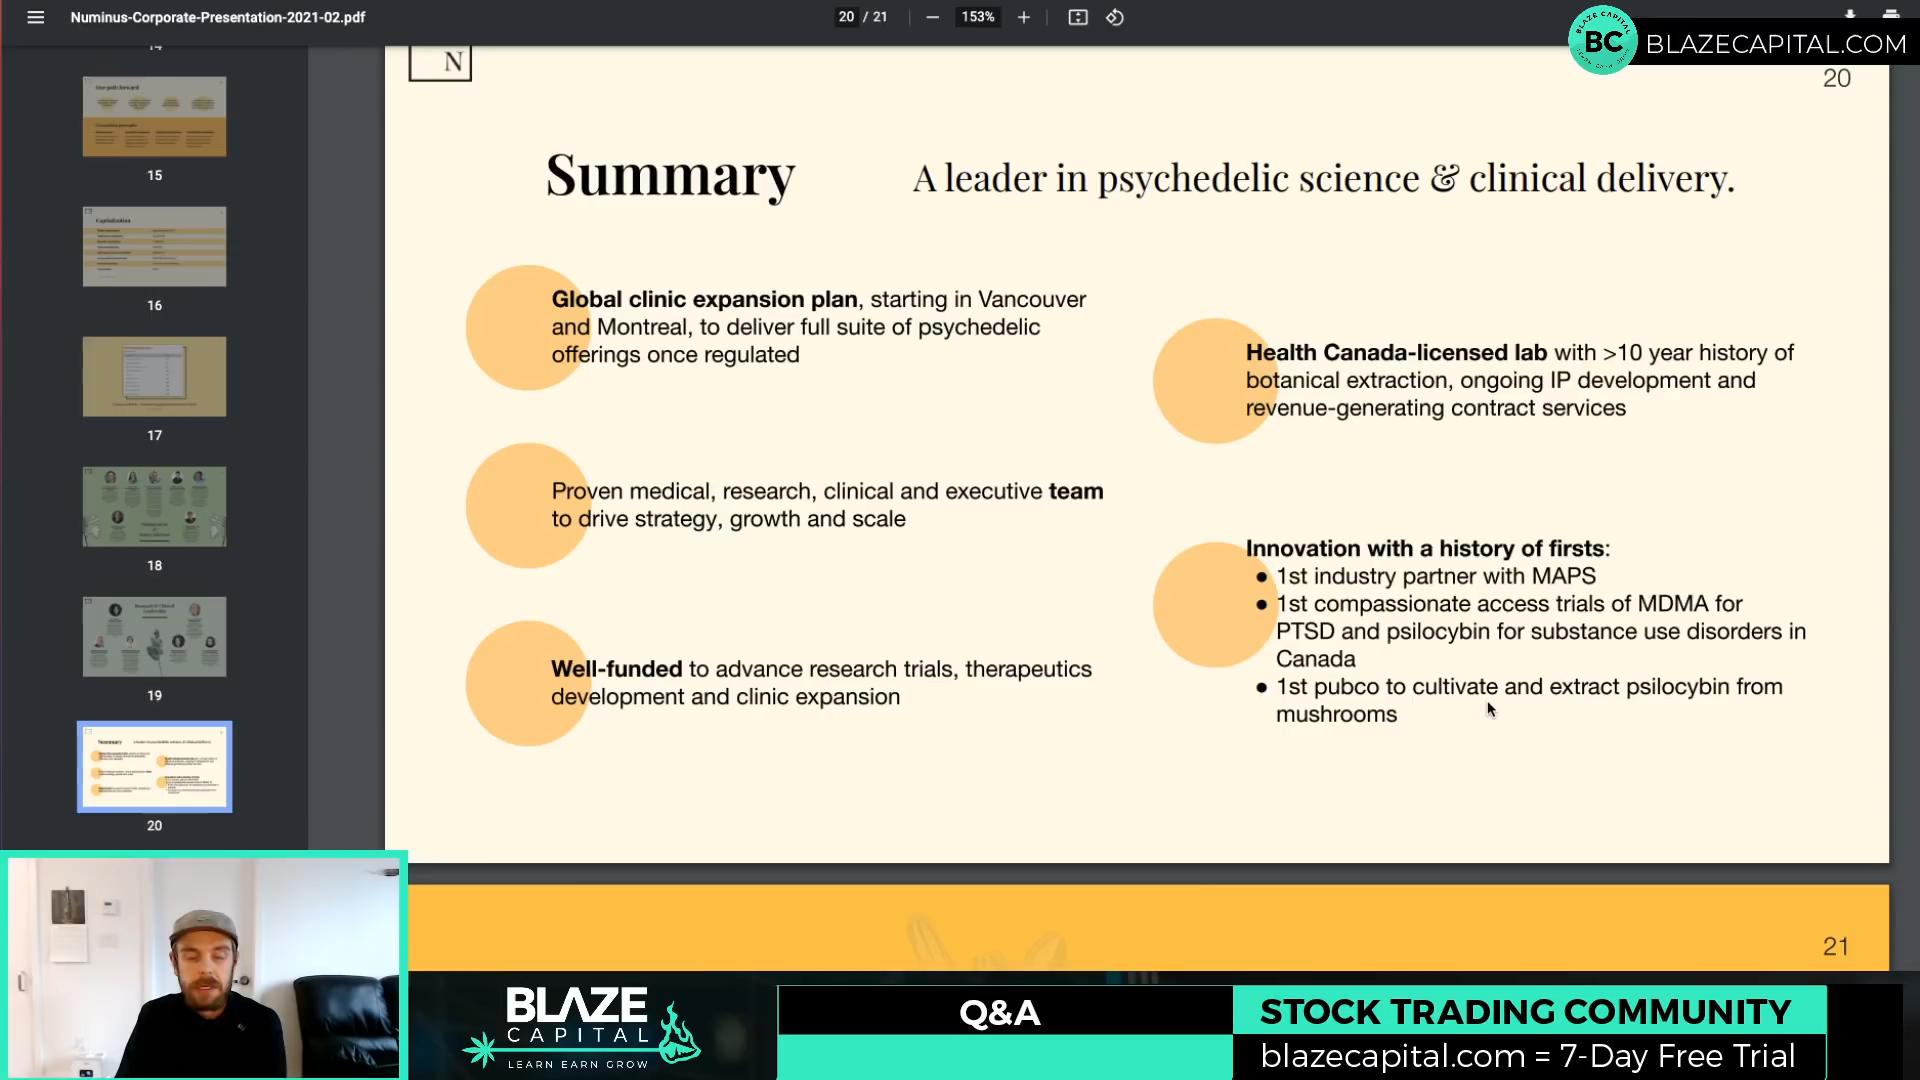 Numinus-Corporate-Presentation-2021-02.pdf
20 / 21
153%
BC
BLAZECAPITAL.COM
14
15
16
17
18
19
20
N
20
Summary
A leader in psychedelic science & clinical delivery.
Global clinic expansion plan, starting in Vancouver
and Montreal, to deliver full suite of psychedelic
offerings once regulated
Proven medical, research, clinical and executive team
to drive strategy, growth and scale
Well-funded to advance research trials, therapeutics
development and clinic expansion
Health Canada-licensed lab with >10 year history of
botanical extraction, ongoing IP development and
revenue-generating contract services
Innovation with a history of firsts:
● 1st industry partner with MAPS
● 1st compassionate access trials of MDMA for
PTSD and psilocybin for substance use disorders in
Canada
● 1st pubco to cultivate and extract psilocybin from
mushrooms
21
BLAZE
CAPITAL
LEARN EARN GROW
Q&A
STOCK TRADING COMMUNITY
blazecapital.com = 7-Day Free Trial